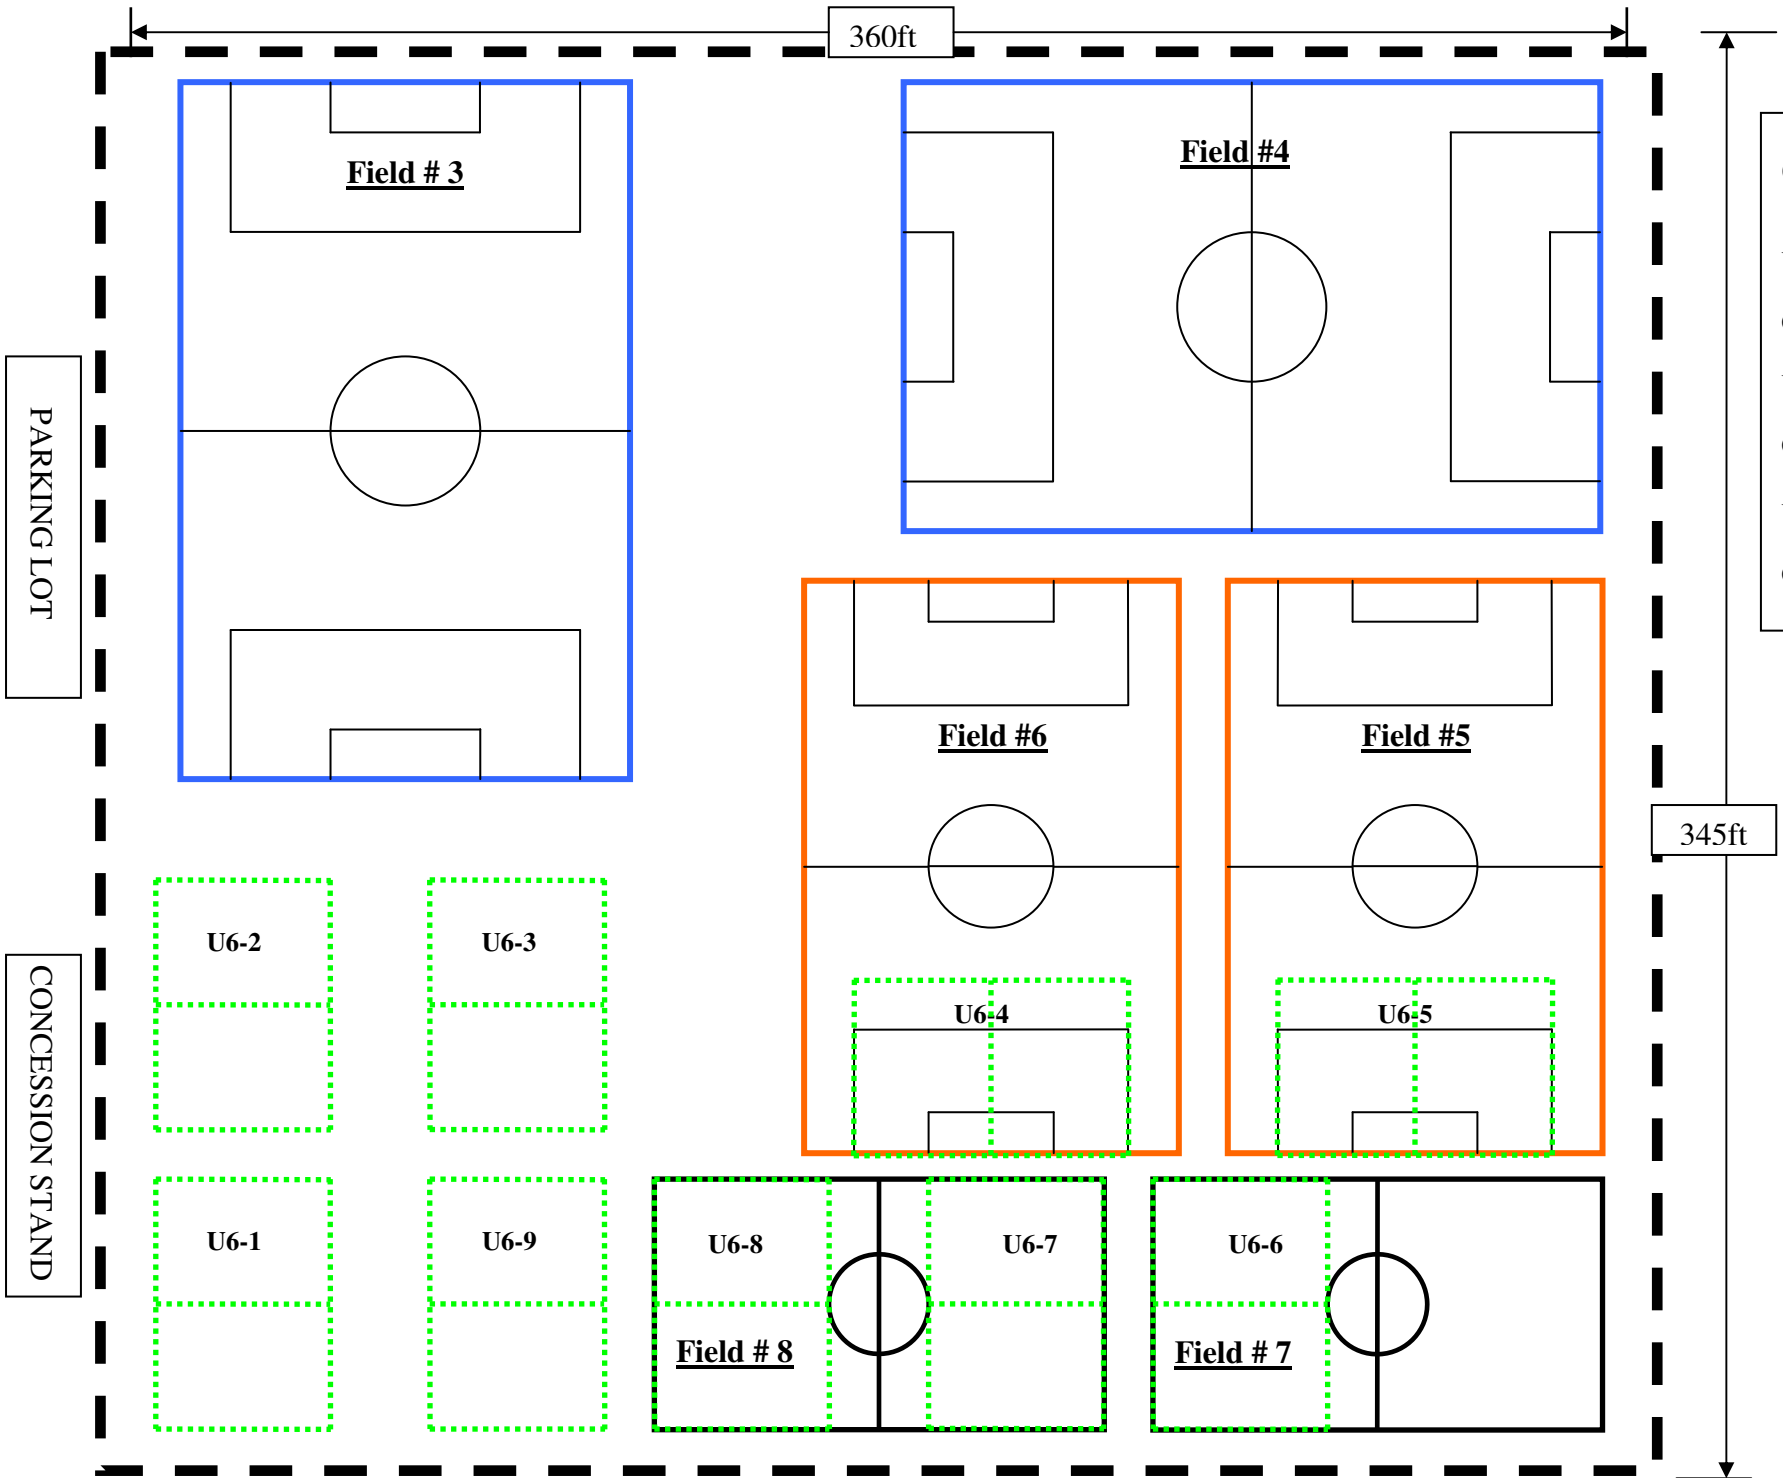 360ft
Field # 3
Field #4
PARKING LOT
Field #6
Field #5
345ft
U6-2
U6-3
U6-4
U6-5
CONCESSION STAND
U6-1
U6-9
U6-8
U6-7
U6-6
Field # 8
Field # 7